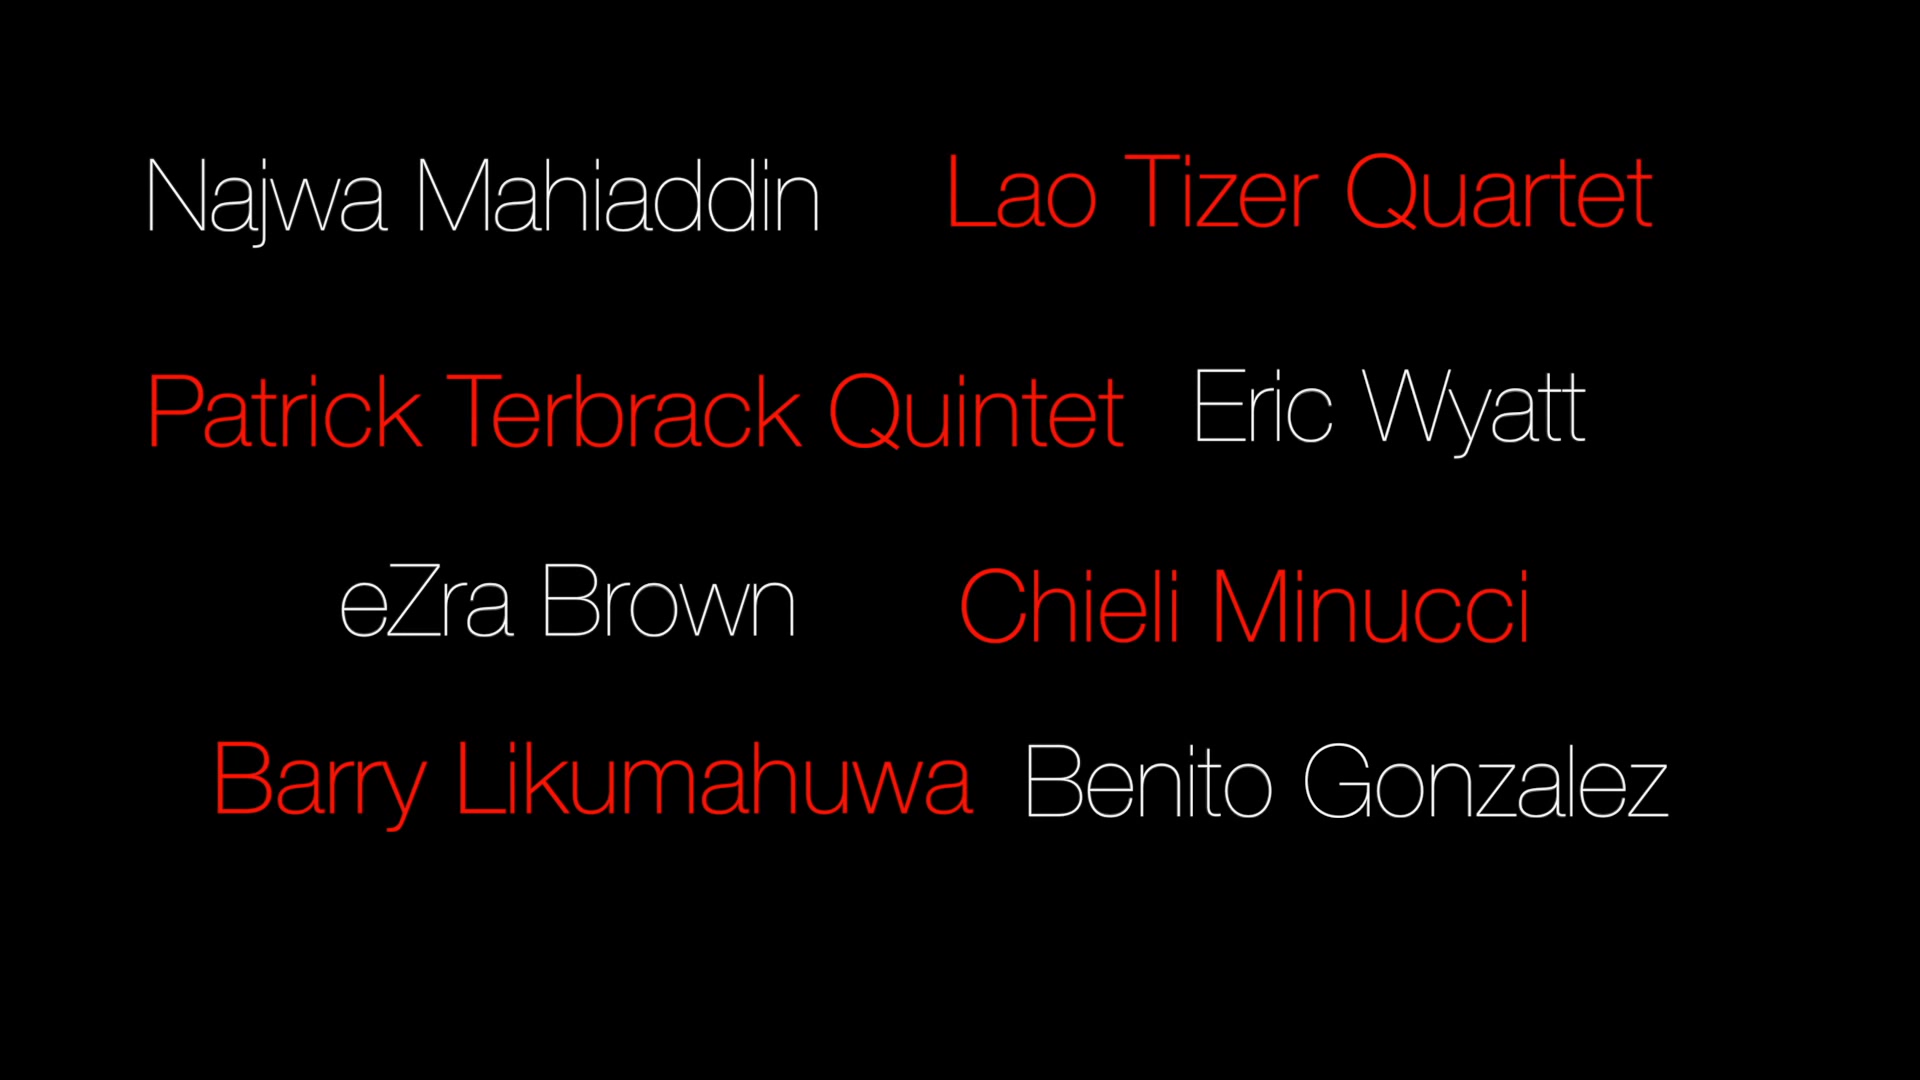 Najwa Mahiaddin Lao Tizer Quartet
Patrick Terbrack Quintet Eric Wyatt
eZra Brown Chieli Minucci
Barry Likumahuwa Benito Gonzalez